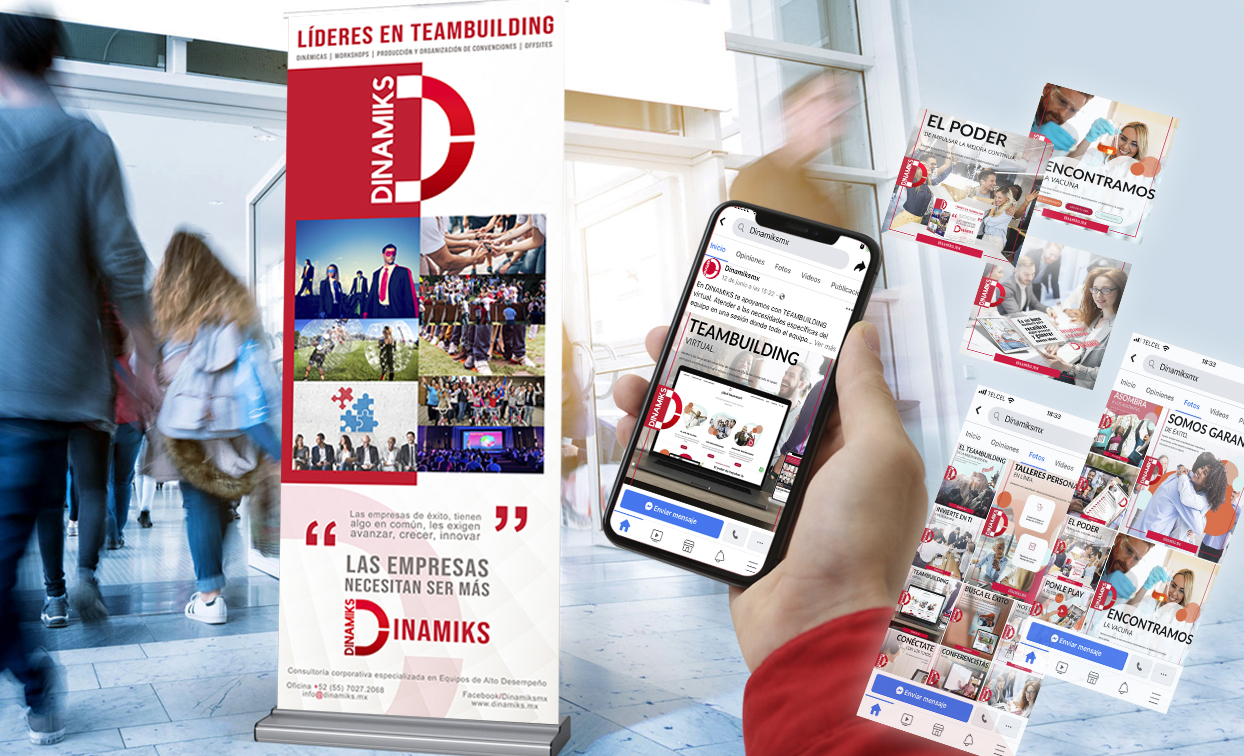 LÍDERES EN TEAMBUILDING
DINÁMICAS | WORKSHOPS | PRODUCCIÓN Y ORGANIZACIÓN DE CONVENCIONES | OFFSITES
DINAMIKS
Las empresas de éxito, tienen
algo en común, les exigen
avanzar, crecer, innovar
LAS EMPRESAS
NECESITAN SER MÁS
DINAMIKS
DINAMIKS
Consultoría corporativa especializada en Equipos de Alto Desempeño
Oficina +52 (55) 7027.2068
info@dinamiks.mx
Facebook/Dinamiksmx
www.dinamiks.mx
Dinamiksmx
Inicio Opiniones Fotos Videos Publicaci
Dinamiksmx
12 de junio a las 15:22
En DINAMIKS te apoyamos con TEAMBUILDING
virtual. Atender a las necesidades específicas del
equipo en una sesión donde todo el equipo... Ver más
TEAMBUILDING
VIRTUAL
DINAMIKS
Enviar mensaje
EL PODER
DE IMPULSAR LA MEJORA CONTINUA
DINAMIKS
ENCONTRAMOS
LA VACUNA
DINAMIKS
TELCEL 18:33
Dinamiksmx
Inicio Opiniones Fotos Videos
EL TEAMBUILDING
TALLERES PERSONA
EN LÍNEA
INVIERTE EN TI
EL PODER
TEAMBUILDING
BUSCA EL ÉXITO
PONLE PLAY
CONÉCTATE
CONFERENCISTAS
Enviar mensaje
TELCEL 18:33
Dinamiksmx
Inicio Opiniones Fotos Videos
ASOMBRA
SOMOS GARAN
DE ÉXITO
ENCONTRAMOS
LA VACUNA
Enviar mensaje